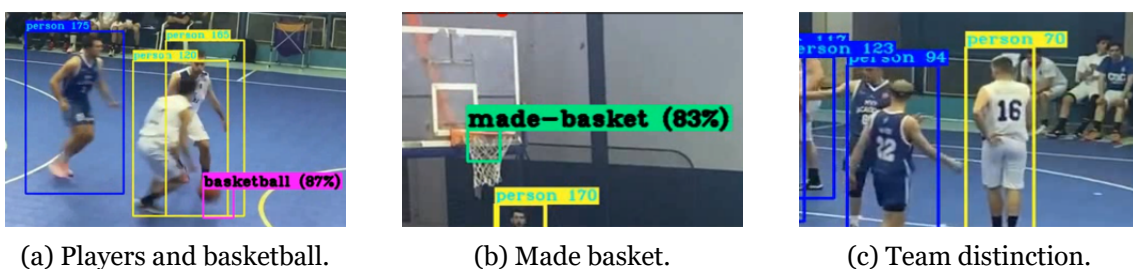 person 175
person 165
person 120
basketball (87%)
made-basket (83%)
person 170
person 123
person 94
person 70
16
22
(a) Players and basketball.
(b) Made basket.
(c) Team distinction.